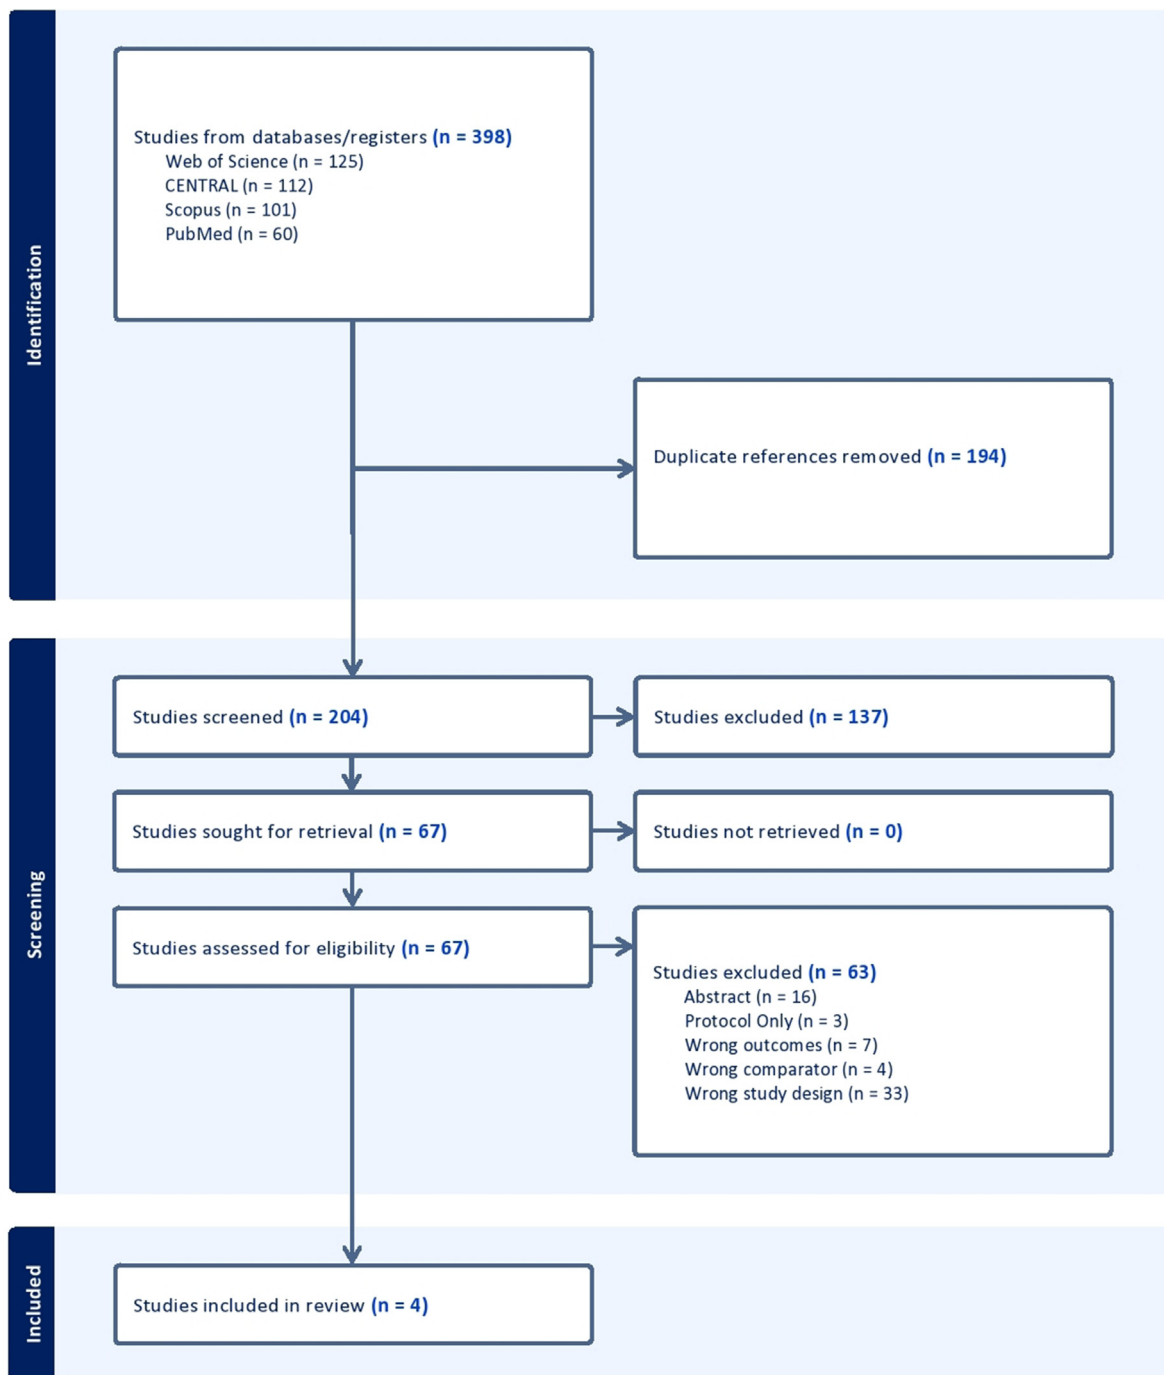 Identification
Studies from databases/registers (n = 398)
Web of Science (n = 125)
CENTRAL (n = 112)
Scopus (n = 101)
PubMed (n = 60)
Duplicate references removed (n = 194)
Screening
Studies screened (n = 204)
Studies excluded (n = 137)
Studies sought for retrieval (n = 67)
Studies not retrieved (n = 0)
Studies assessed for eligibility (n = 67)
Studies excluded (n = 63)
Abstract (n = 16)
Protocol Only (n = 3)
Wrong outcomes (n = 7)
Wrong comparator (n = 4)
Wrong study design (n = 33)
Included
Studies included in review (n = 4)